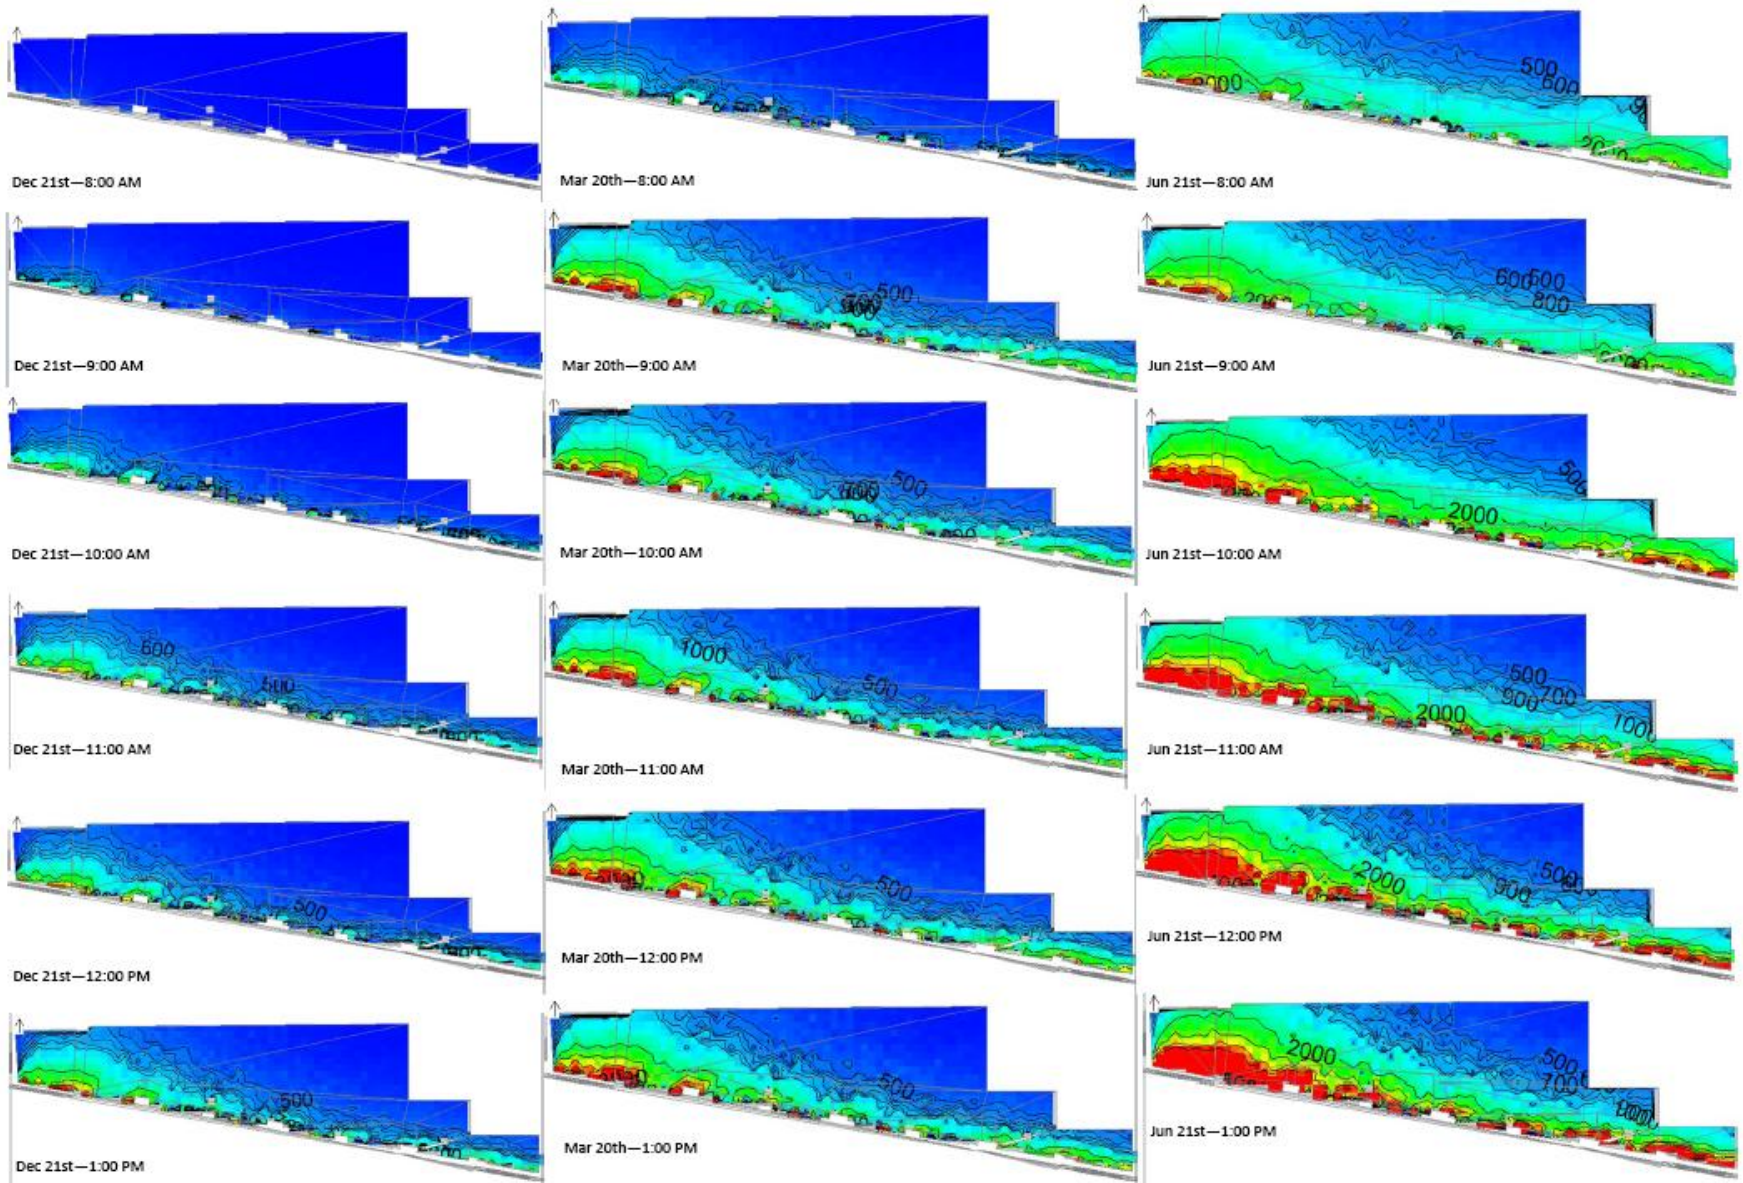 500
600
2000
2000
Dec 21st—8:00 AM
Mar 20th—8:00 AM
Jun 21st—8:00 AM
500
600
500
800
2000
Dec 21st—9:00 AM
Mar 20th—9:00 AM
Jun 21st—9:00 AM
500
700
500
2000
Dec 21st—10:00 AM
Mar 20th—10:00 AM
Jun 21st—10:00 AM
600
500
1000
500
500
700
900
1000
2000
Dec 21st—11:00 AM
Mar 20th—11:00 AM
Jun 21st—11:00 AM
500
500
2000
900
500
Dec 21st—12:00 PM
Mar 20th—12:00 PM
Jun 21st—12:00 PM
500
500
2000
500
700
Dec 21st—1:00 PM
Mar 20th—1:00 PM
Jun 21st—1:00 PM